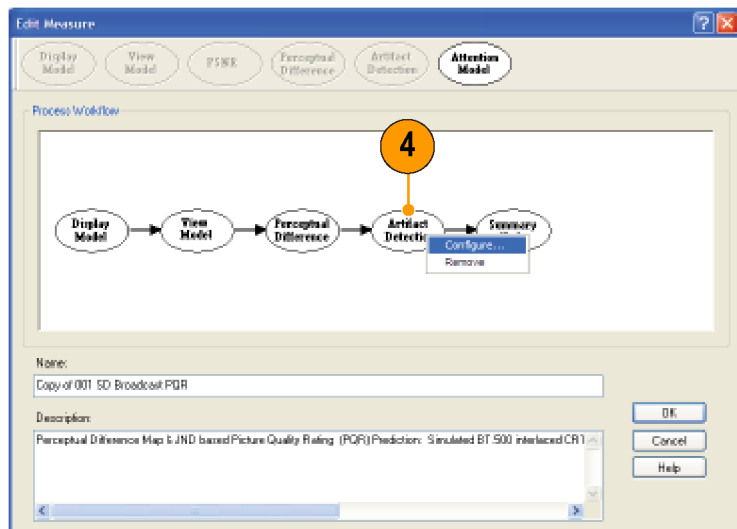 Edit Measure
Display Model
View Model
PSNR
Perceptual Difference
Artifact Detection
Attention Model
Process Workflow
4
Display Model
View Model
Perceptual Difference
Artifact Detectio
Summary
Configure...
Remove
Name:
Copy of 001 SD Broadcast PQR
Description:
Perceptual Difference Map & JND based Picture Quality Rating (PQR) Prediction: Simulated BT.500 interlaced CRT
OK
Cancel
Help